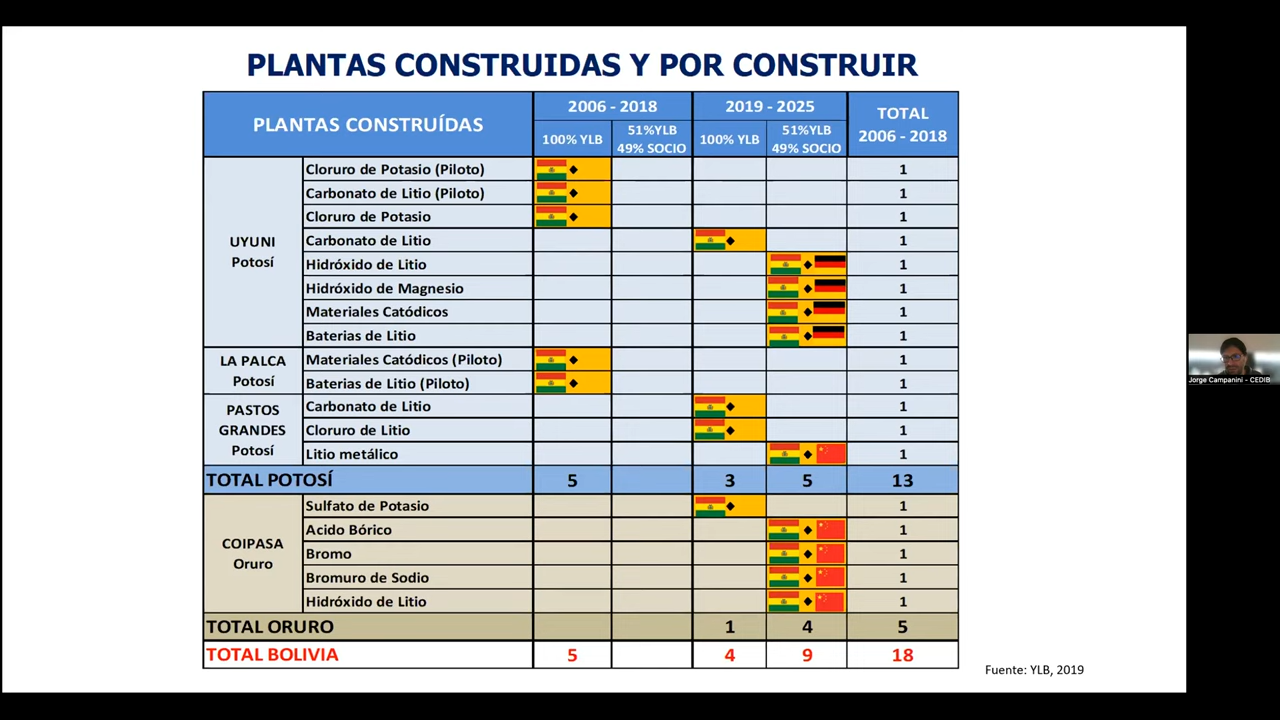 PLANTAS CONSTRUIDAS Y POR CONSTRUIR
PLANTAS CONSTRUÍDAS 2006 - 2018 2019 - 2025 TOTAL 2006 - 2018
100% YLB 51%YLB 49% SOCIO 100% YLB 51%YLB 49% SOCIO
UYUNI Potosí
Cloruro de Potasio (Piloto) 1
Carbonato de Litio (Piloto) 1
Cloruro de Potasio 1
Carbonato de Litio 1
Hidróxido de Litio 1
Hidróxido de Magnesio 1
Materiales Catódicos 1
Baterias de Litio 1
LA PALCA Potosí
Materiales Catódicos (Piloto) 1
Baterias de Litio (Piloto) 1
PASTOS GRANDES Potosí
Carbonato de Litio 1
Cloruro de Litio 1
Litio metálico 1
TOTAL POTOSÍ 5 3 5 13
COIPASA Oruro
Sulfato de Potasio 1
Acido Bórico 1
Bromo 1
Bromuro de Sodio 1
Hidróxido de Litio 1
TOTAL ORURO 1 4 5
TOTAL BOLIVIA 5 4 9 18
Fuente: YLB, 2019
Jorge Campanini - CEDIB